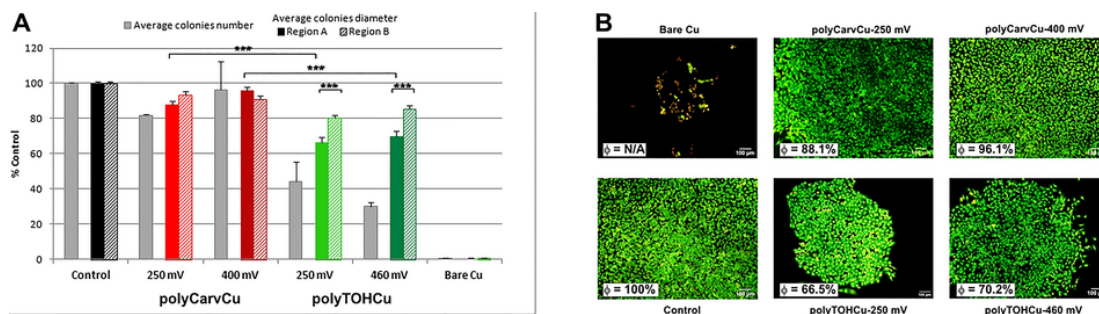 A
Average colonies number
Average colonies diameter
Region A
Region B
% Control
120
100
80
60
40
20
0
***
***
***
***
Control
250 mV
400 mV
250 mV
460 mV
Bare Cu
polyCarvCu
polyTOHCu
B
Bare Cu
polyCarvCu-250 mV
polyCarvCu-400 mV
ϕ = N/A
100 µm
ϕ = 88.1%
ϕ = 96.1%
ϕ = 100%
ϕ = 66.5%
ϕ = 70.2%
Control
polyTOHCu-250 mV
polyTOHCu-460 mV